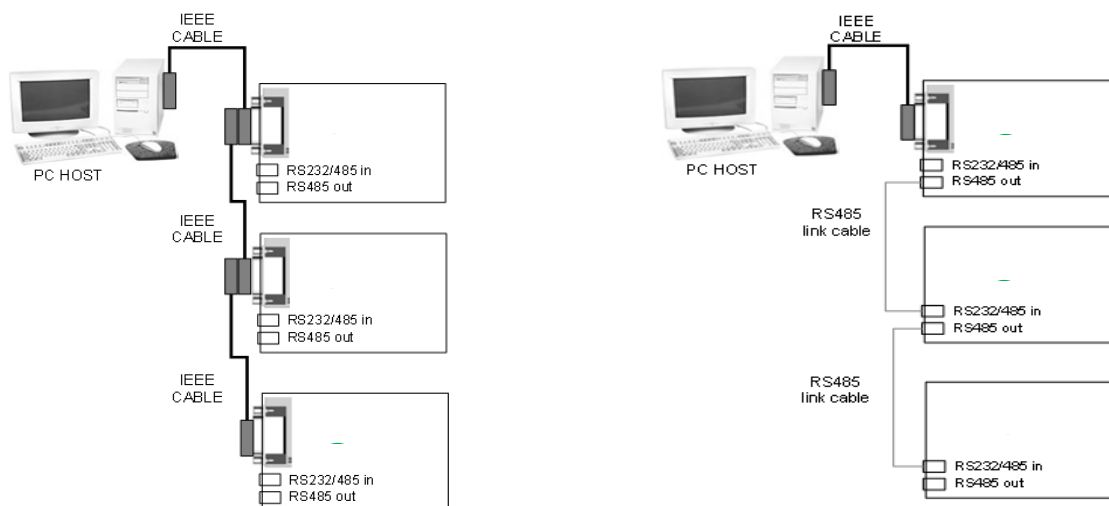 IEEE
CABLE
PC HOST
RS232/485 in
RS485 out
IEEE
CABLE
RS232/485 in
RS485 out
IEEE
CABLE
RS232/485 in
RS485 out
IEEE
CABLE
PC HOST
RS232/485 in
RS485 out
RS485
link cable
RS232/485 in
RS485 out
RS485
link cable
RS232/485 in
RS485 out